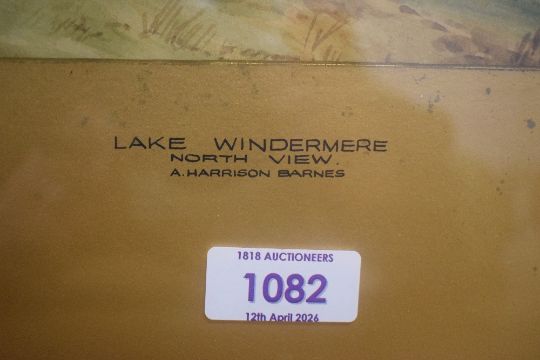 LAKE WINDERMERE
NORTH VIEW.
A. HARRISON BARNES
1818 AUCTIONEERS
1082
12th April 2026